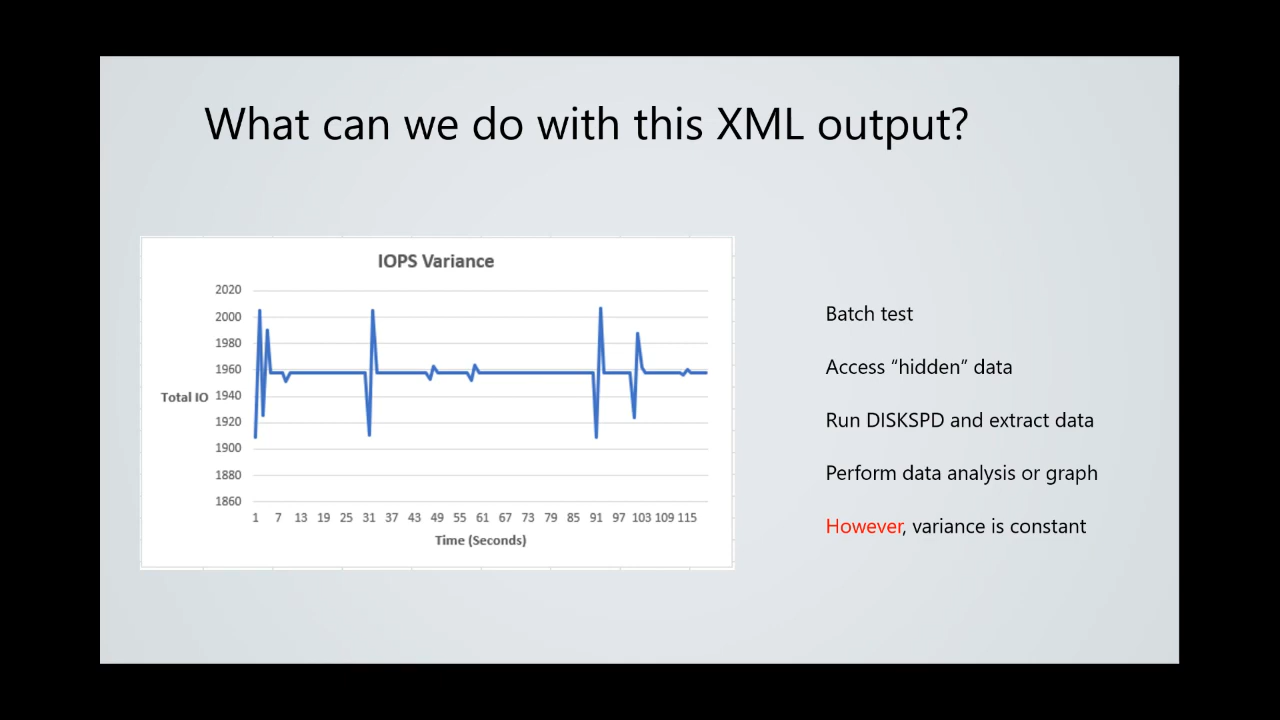 What can we do with this XML output?
IOPS Variance
2020
2000
1980
1960
1940
1920
1900
1880
1860
Total IO
1 7 13 19 25 31 37 43 49 55 61 67 73 79 85 91 97 103 109 115
Time (Seconds)
Batch test
Access “hidden” data
Run DISKSPD and extract data
Perform data analysis or graph
However, variance is constant